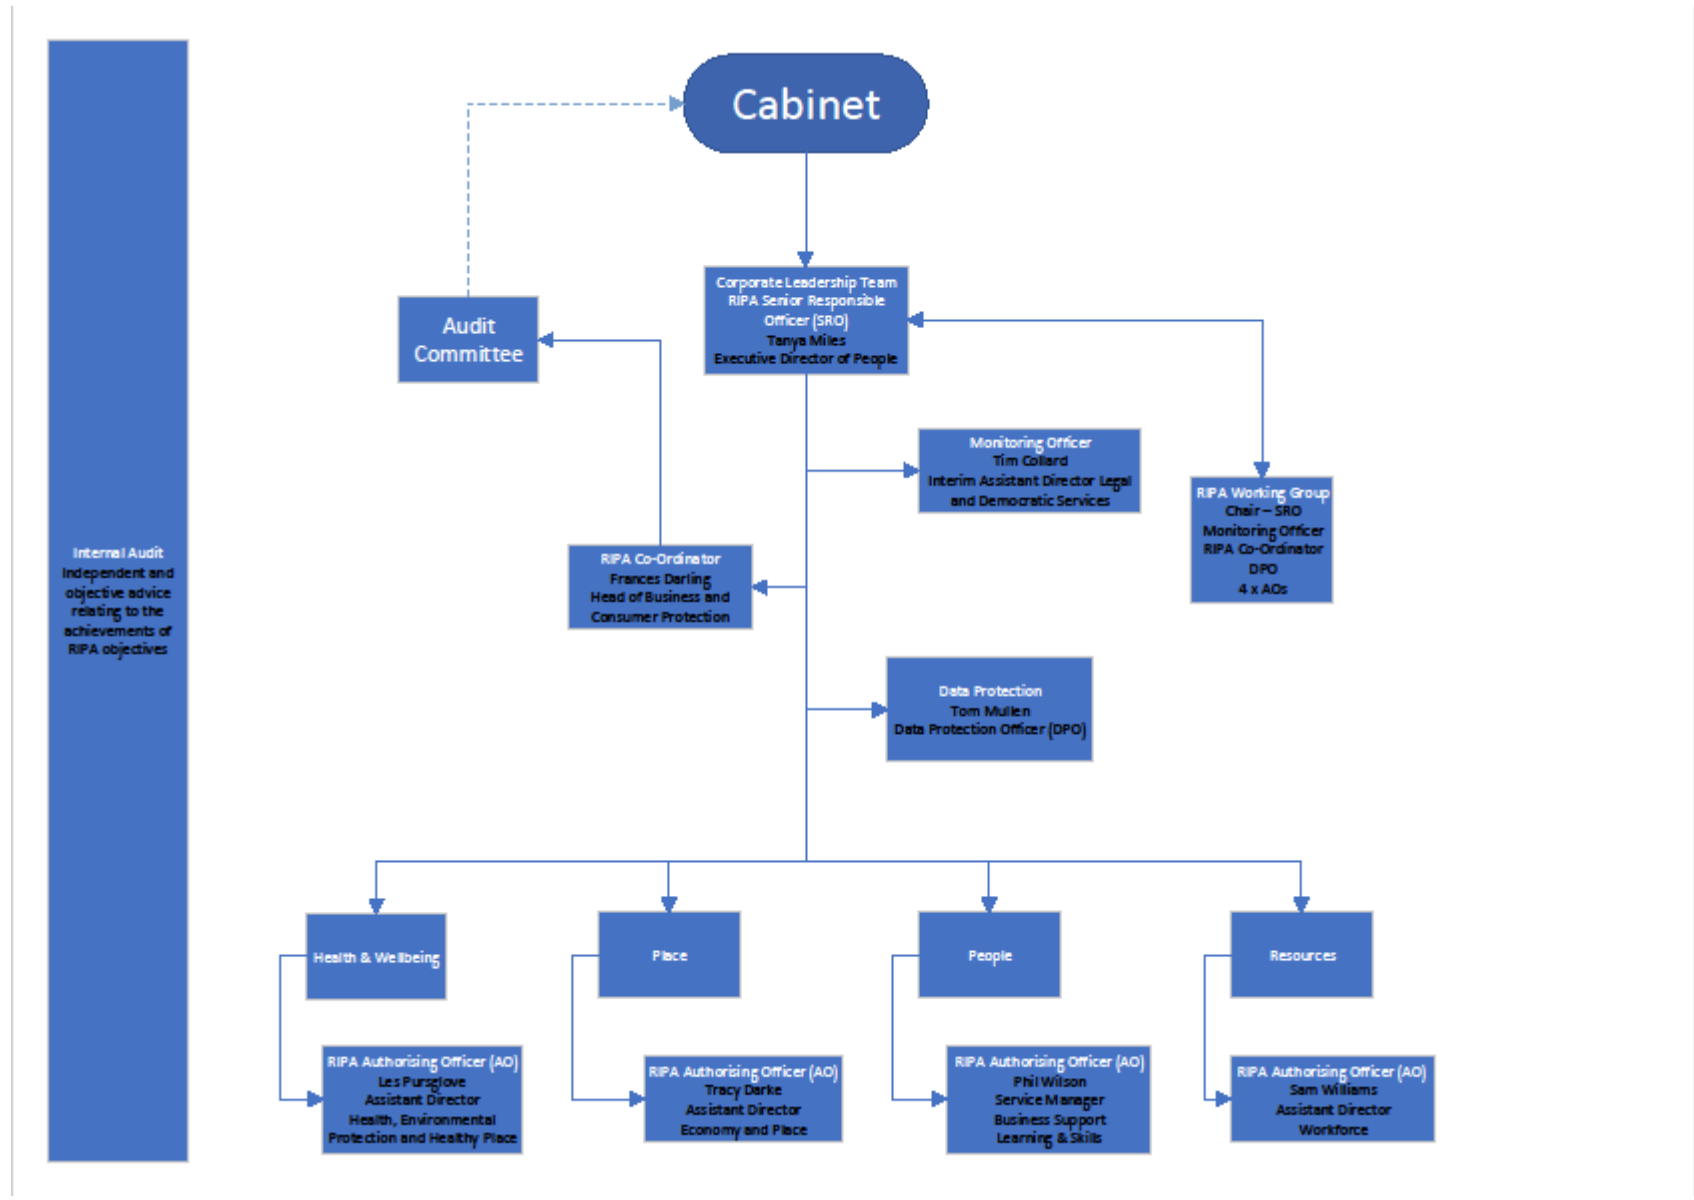 Cabinet
Corporate Leadership Team
RIPA Senior Responsible
Officer (SRO)
Tanya Miles
Executive Director of People
Audit
Committee
Monitoring Officer
Tim Collard
Interim Assistant Director Legal
and Democratic Services
RIPA Working Group
Chair – SRO
Monitoring Officer
RIPA Co-Ordinator
DPO
4 x AOs
Internal Audit
Independent and
objective advice
relating to the
achievements of
RIPA objectives
RIPA Co-Ordinator
Frances Darling
Head of Business and
Consumer Protection
Data Protection
Tom Mullen
Data Protection Officer (DPO)
Health & Wellbeing
Place
People
Resources
RIPA Authorising Officer (AO)
Les Pursglove
Assistant Director
Health, Environmental
Protection and Healthy Place
RIPA Authorising Officer (AO)
Tracy Darke
Assistant Director
Economy and Place
RIPA Authorising Officer (AO)
Phil Wilson
Service Manager
Business Support
Learning & Skills
RIPA Authorising Officer (AO)
Sam Williams
Assistant Director
Workforce